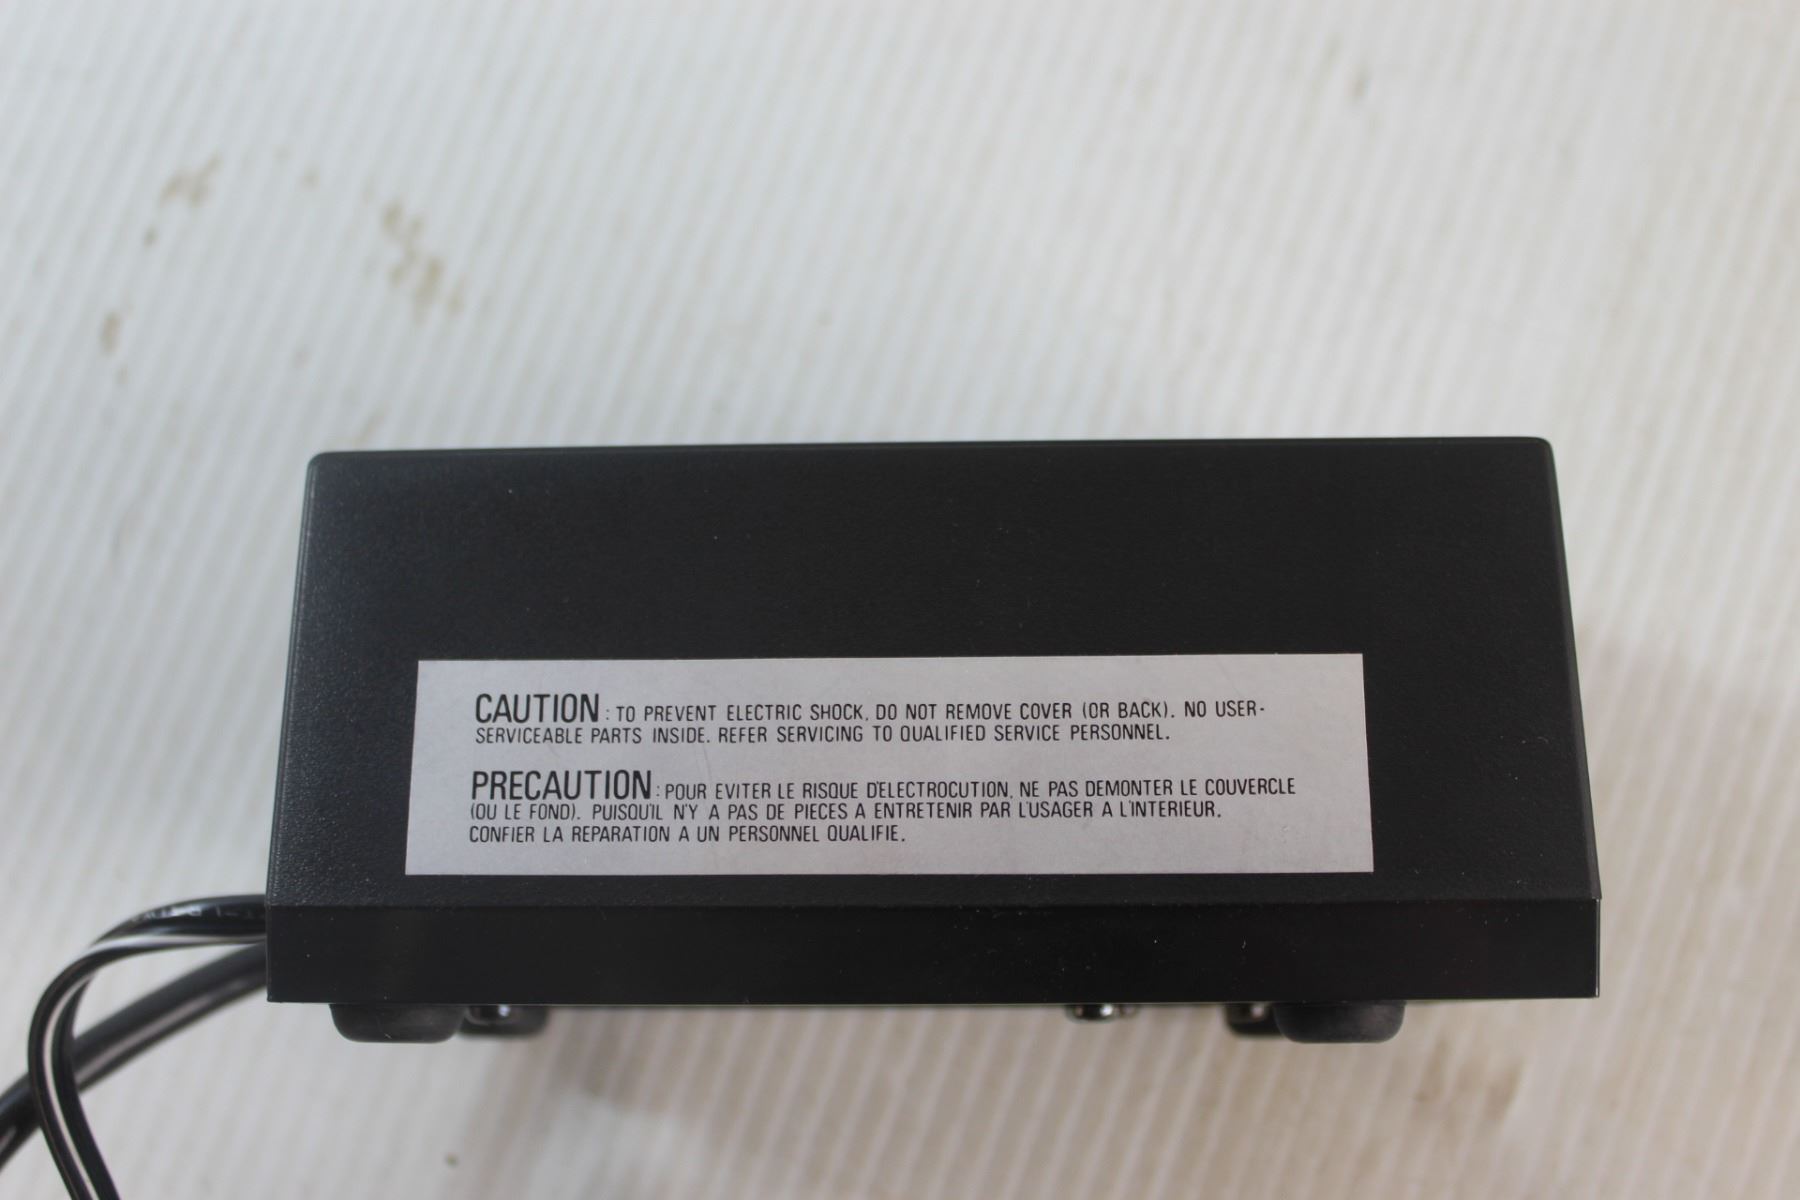 CAUTION : TO PREVENT ELECTRIC SHOCK, DO NOT REMOVE COVER (OR BACK). NO USER-
SERVICEABLE PARTS INSIDE. REFER SERVICING TO QUALIFIED SERVICE PERSONNEL.
PRECAUTION : POUR EVITER LE RISQUE D'ELECTROCUTION, NE PAS DEMONTER LE COUVERCLE
(OU LE FOND). PUISQU'IL N'Y A PAS DE PIECES A ENTRETENIR PAR L'USAGER A L'INTERIEUR,
CONFIER LA REPARATION A UN PERSONNEL QUALIFIE.